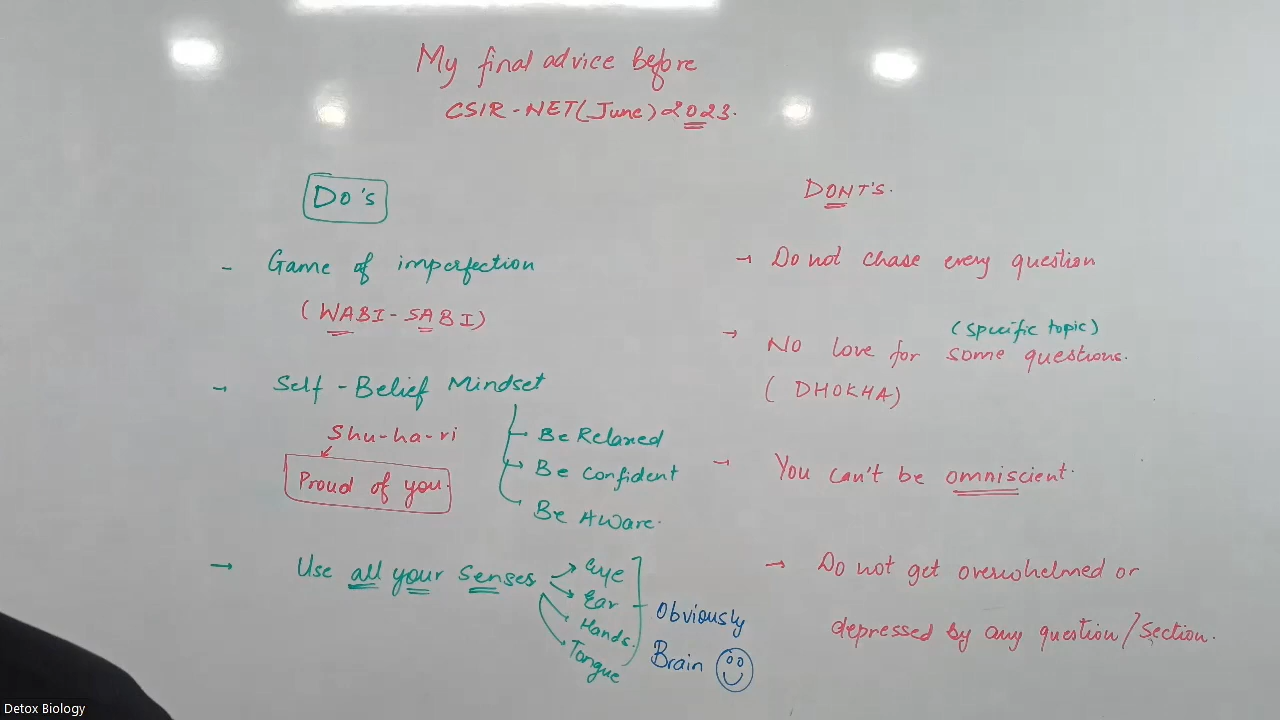 My final advice before
CSIR-NET (June) 2023.
Do's
- Game of imperfection
(WABI-SABI)
→ Self-Belief Mindset
Shu-ha-ri
Proud of you.
→ Be Relaxed
→ Be Confident
Be Aware.
→ Use all your senses
→ Eye
→ Ear
Hands.
Tongue
Obviously
Brain
DONT'S.
→ Do not chase every question
(specific topic)
→ No love for some questions.
(DHOKHA)
→ You can't be omniscient.
→ Do not get overwhelmed or
depressed by any question/section.
Detox Biology